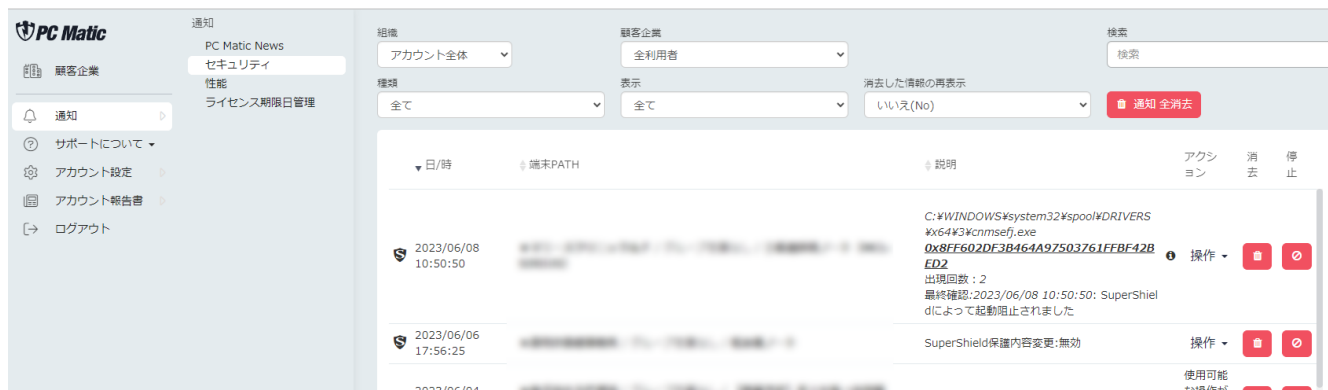 PC Matic
顧客企業
通知
サポートについて
アカウント設定
アカウント報告書
ログアウト
通知
PC Matic News
セキュリティ
性能
ライセンス期限日管理
組織
顧客企業
検索
アカウント全体
全利用者
検索
種類
表示
消去した情報の再表示
全て
全て
いいえ(No)
通知 全消去
日/時
端末PATH
説明
アクシ
ョン
消
去
停
止
2023/06/08
10:50:50
C:¥WINDOWS¥system32¥spool¥DRIVERS
¥x64¥3¥cnmsefj.exe
0x8FF602DF3B464A97503761FFBF42B
ED2
出現回数：2
最終確認:2023/06/08 10:50:50: SuperShiel
dによって起動阻止されました
操作
2023/06/06
17:56:25
SuperShield保護内容変更:無効
操作
2023/06/04
使用可能
な操作が